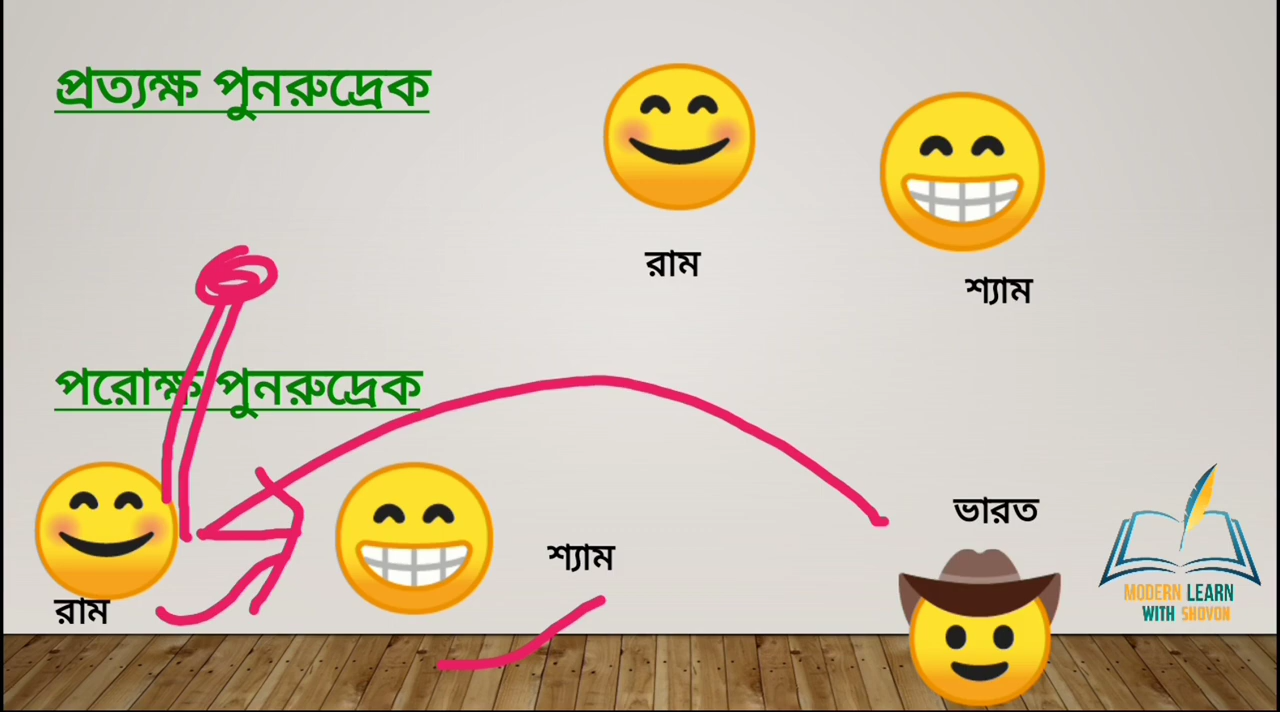 প্রত্যক্ষ পুনরুদ্রেক
রাম
শ্যাম
পরোক্ষ পুনরুদ্রেক
ভারত
শ্যাম
রাম
MODERN LEARN
WITH SHOVON